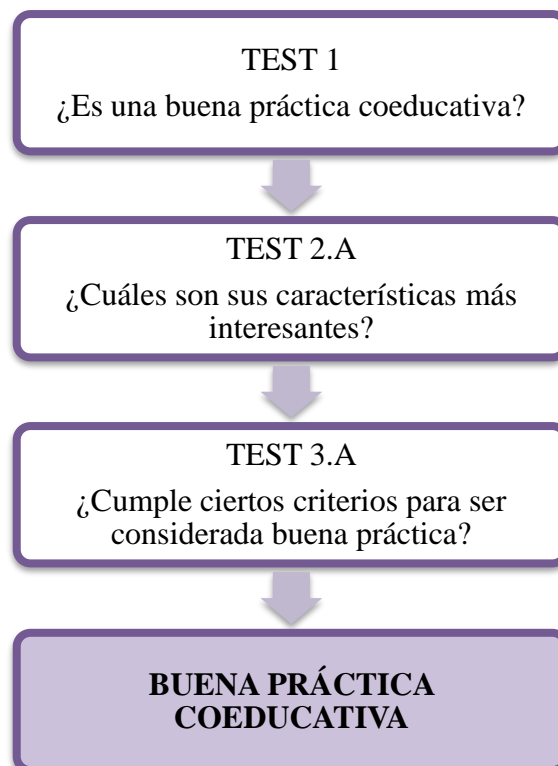 TEST 1
¿Es una buena práctica coeducativa?
TEST 2.A
¿Cuáles son sus características más
interesantes?
TEST 3.A
¿Cumple ciertos criterios para ser
considerada buena práctica?
BUENA PRÁCTICA
COEDUCATIVA